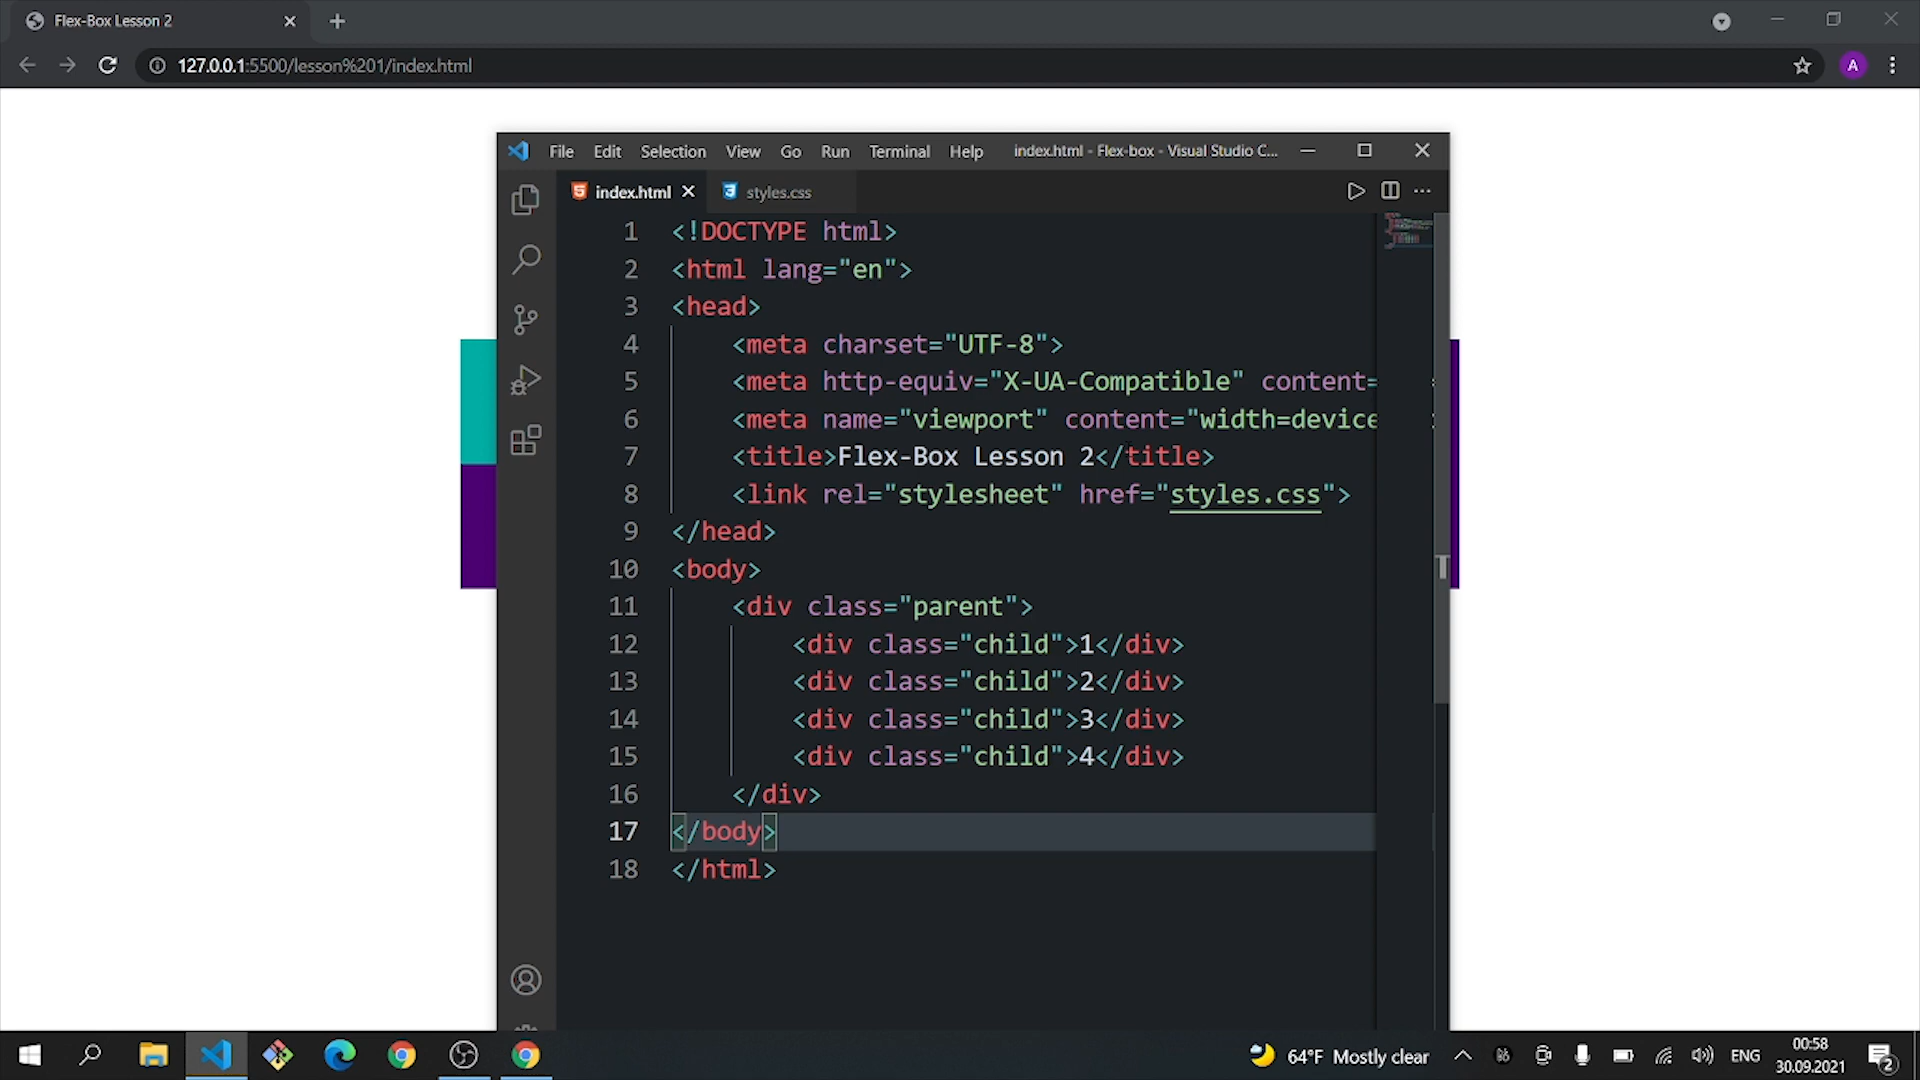 Flex-Box Lesson 2
127.0.0.1:5500/lesson%201/index.html
A
File Edit Selection View Go Run Terminal Help index.html - Flex-box - Visual Studio C...
index.html styles.css
1 <!DOCTYPE html>
2 <html lang="en">
3 <head>
4 <meta charset="UTF-8">
5 <meta http-equiv="X-UA-Compatible" content=
6 <meta name="viewport" content="width=device
7 <title>Flex-Box Lesson 2</title>
8 <link rel="stylesheet" href="styles.css">
9 </head>
10 <body>
11 <div class="parent">
12 <div class="child">1</div>
13 <div class="child">2</div>
14 <div class="child">3</div>
15 <div class="child">4</div>
16 </div>
17 </body>
18 </html>
64°F Mostly clear
ENG
00:58
30.09.2021
2